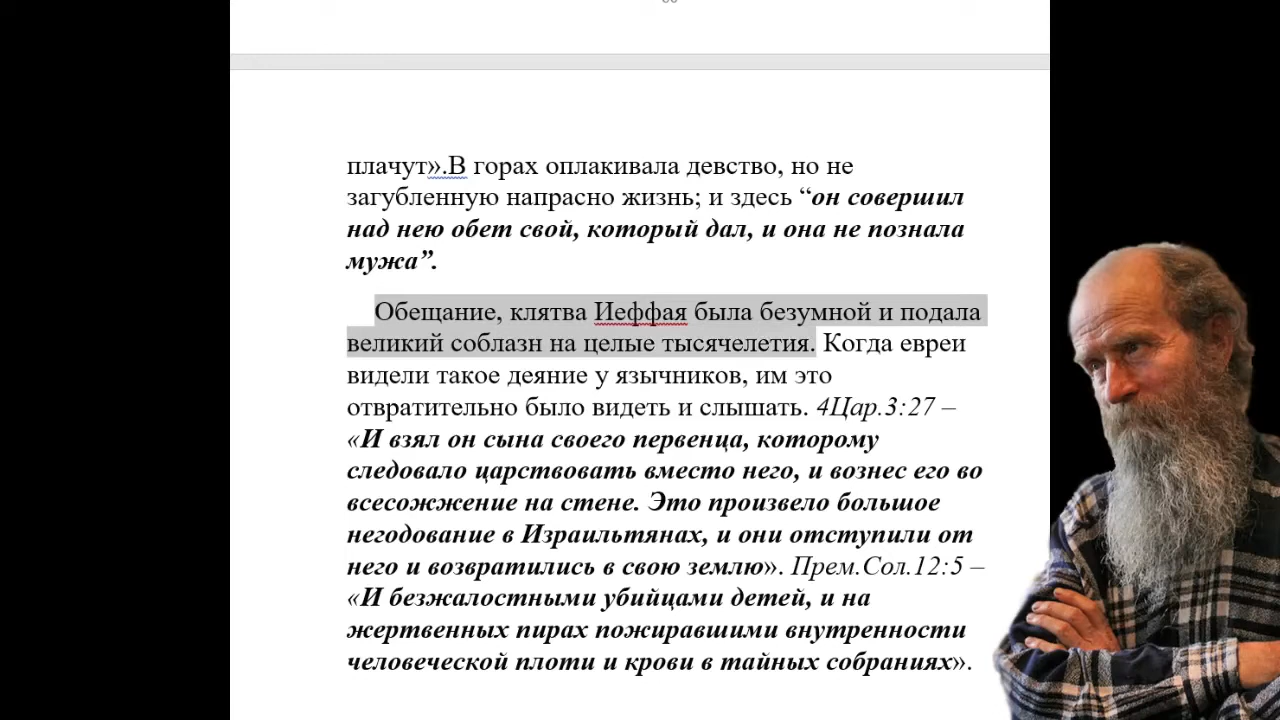 плачут».В горах оплакивала девство, но не
загубленную напрасно жизнь; и здесь “он совершил
над нею обет свой, который дал, и она не познала
мужа”.
Обещание, клятва Иеффая была безумной и подала
великий соблазн на целые тысячелетия. Когда евреи
видели такое деяние у язычников, им это
отвратительно было видеть и слышать. 4Цар.3:27 –
«И взял он сына своего первенца, которому
следовало царствовать вместо него, и вознес его во
всесожжение на стене. Это произвело большое
негодование в Израильтянах, и они отступили от
него и возвратились в свою землю». Прем.Сол.12:5 –
«И безжалостными убийцами детей, и на
жертвенных пирах пожиравшими внутренности
человеческой плоти и крови в тайных собраниях».